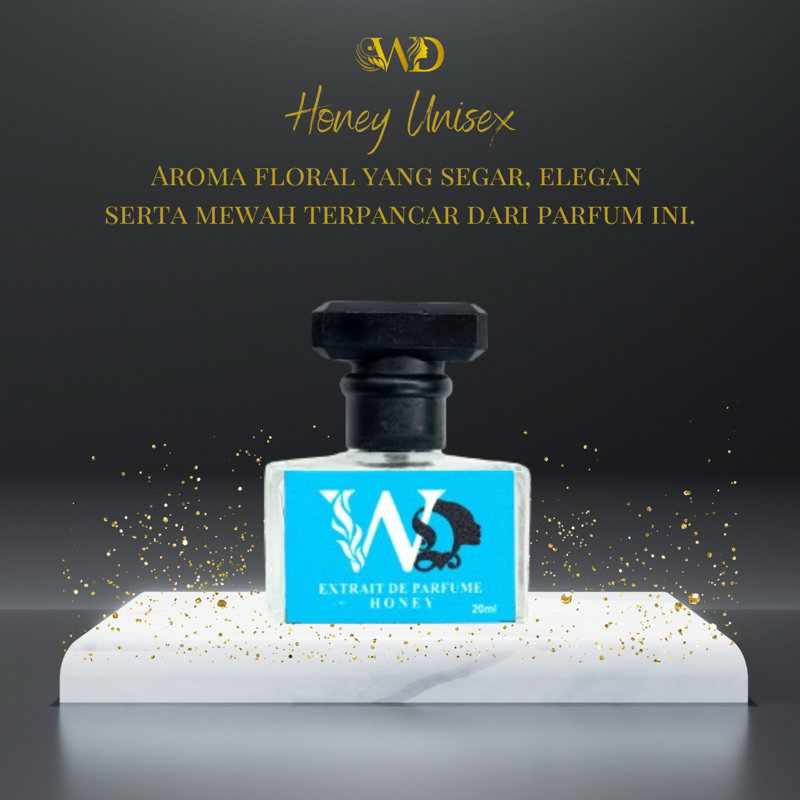 WD
Honey Unisex
Aroma floral yang segar, elegan
serta mewah terpancar dari parfum ini.
WD
EXTRAIT DE PARFUME
HONEY
20ml